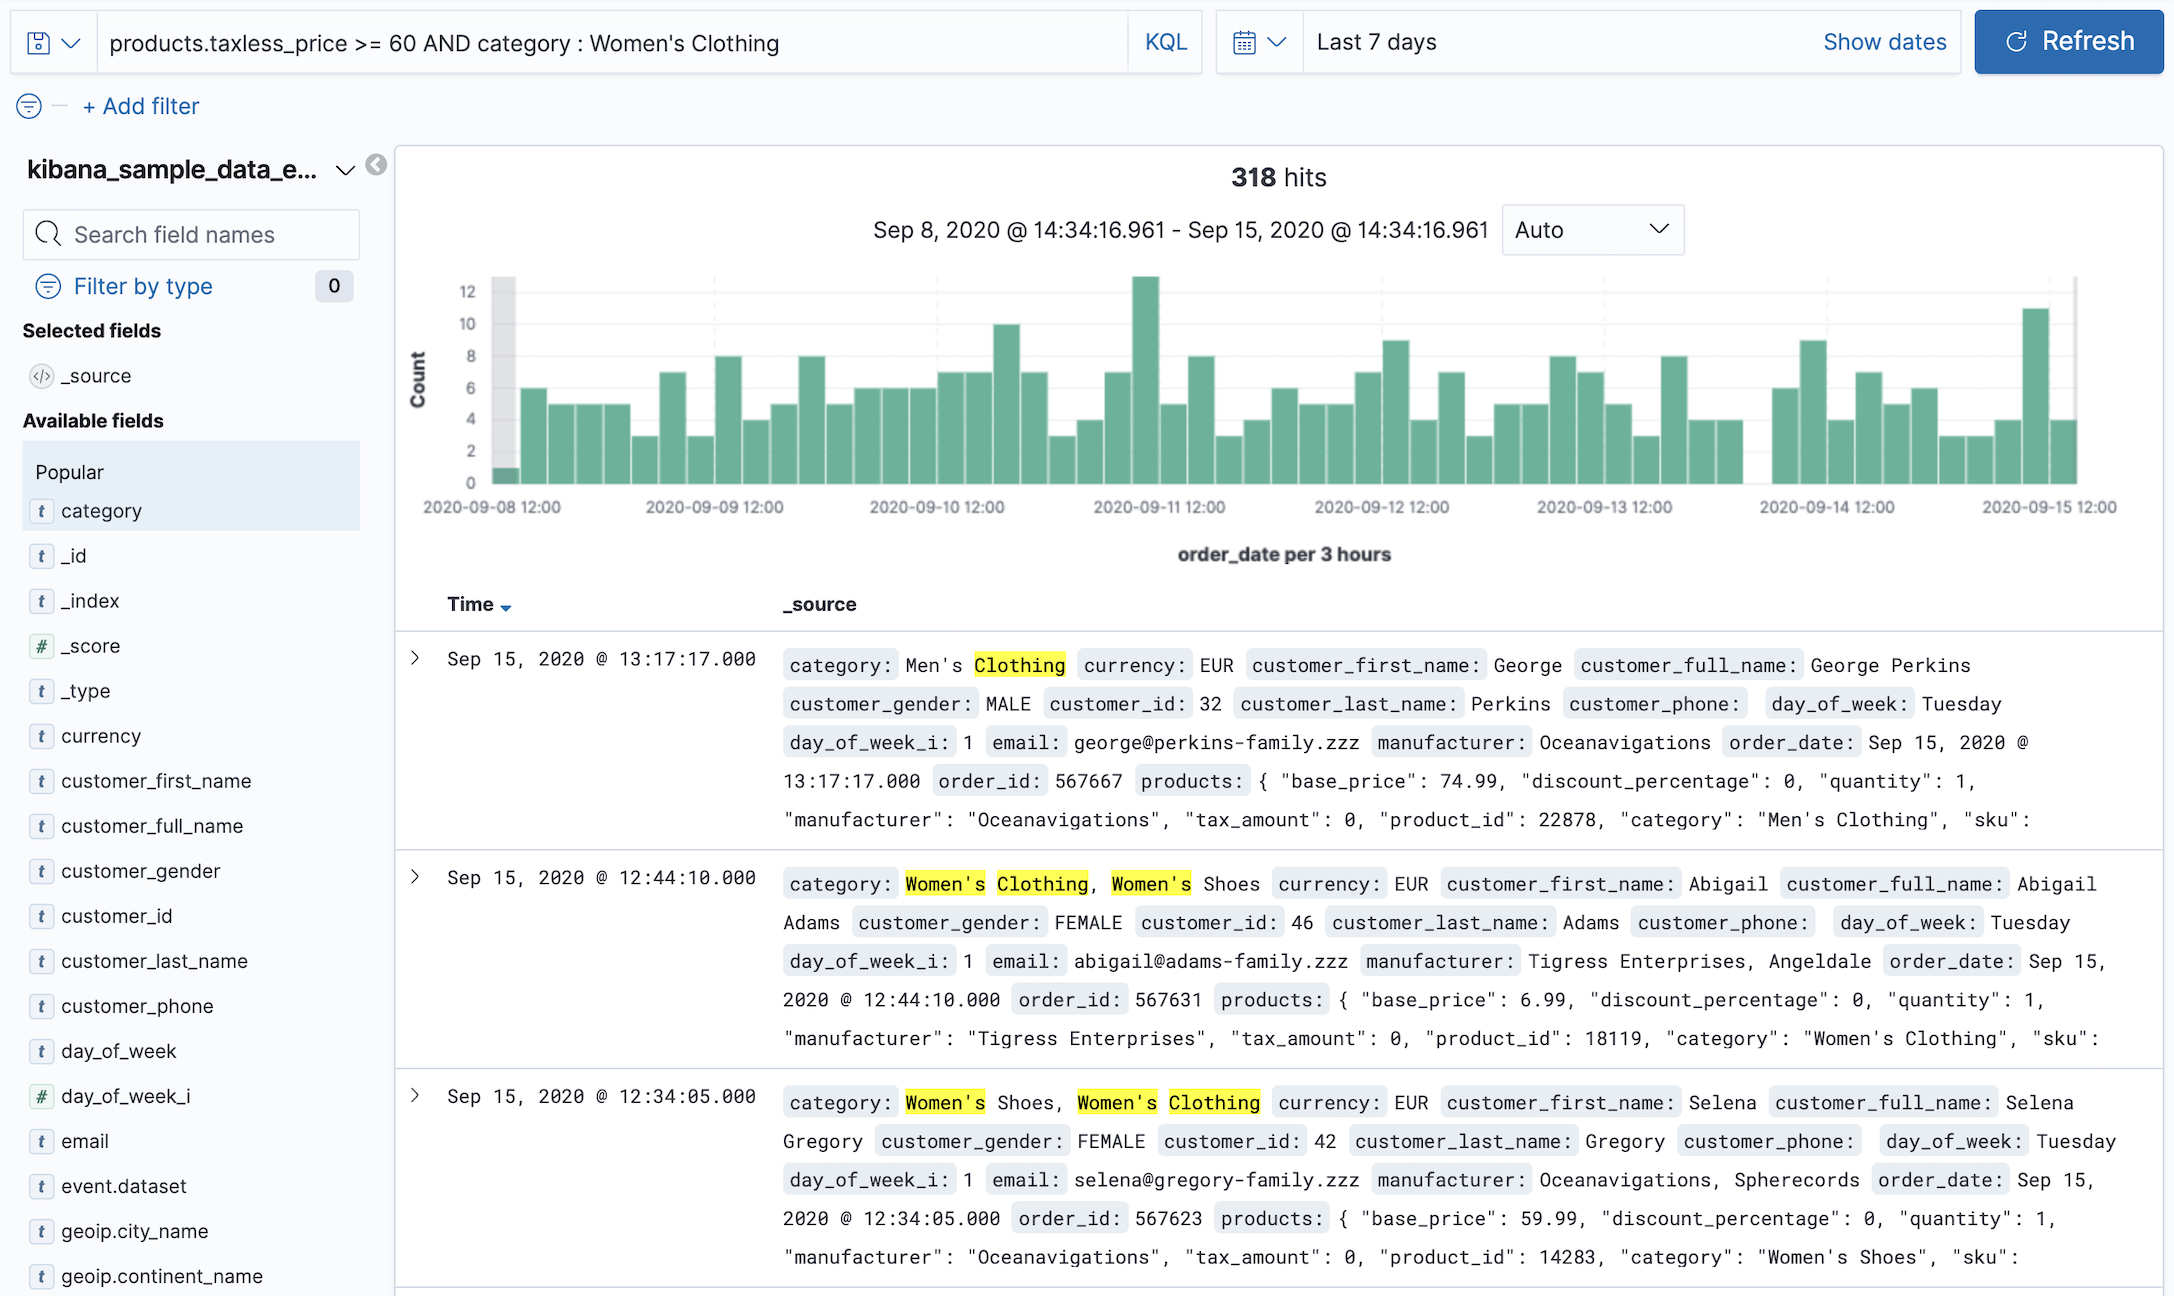 products.taxless_price >= 60 AND category : Women's Clothing
KQL
Last 7 days
Show dates
Refresh
+ Add filter
kibana_sample_data_e...
Search field names
Filter by type
0
Selected fields
</> _source
Available fields
Popular
t category
t _id
t _index
# _score
t _type
t currency
t customer_first_name
t customer_full_name
t customer_gender
t customer_id
t customer_last_name
t customer_phone
t day_of_week
# day_of_week_i
t email
t event.dataset
t geoip.city_name
t geoip.continent_name
318 hits
Sep 8, 2020 @ 14:34:16.961 - Sep 15, 2020 @ 14:34:16.961
Auto
Count
12
10
8
6
4
2
0
2020-09-08 12:00 2020-09-09 12:00 2020-09-10 12:00 2020-09-11 12:00 2020-09-12 12:00 2020-09-13 12:00 2020-09-14 12:00 2020-09-15 12:00
order_date per 3 hours
Time _source
Sep 15, 2020 @ 13:17:17.000
category: Men's Clothing currency: EUR customer_first_name: George customer_full_name: George Perkins
customer_gender: MALE customer_id: 32 customer_last_name: Perkins customer_phone: day_of_week: Tuesday
day_of_week_i: 1 email: george@perkins-family.zzz manufacturer: Oceanavigations order_date: Sep 15, 2020 @
13:17:17.000 order_id: 567667 products: { "base_price": 74.99, "discount_percentage": 0, "quantity": 1,
"manufacturer": "Oceanavigations", "tax_amount": 0, "product_id": 22878, "category": "Men's Clothing", "sku":
Sep 15, 2020 @ 12:44:10.000
category: Women's Clothing, Women's Shoes currency: EUR customer_first_name: Abigail customer_full_name: Abigail
Adams customer_gender: FEMALE customer_id: 46 customer_last_name: Adams customer_phone: day_of_week: Tuesday
day_of_week_i: 1 email: abigail@adams-family.zzz manufacturer: Tigress Enterprises, Angeldale order_date: Sep 15,
2020 @ 12:44:10.000 order_id: 567631 products: { "base_price": 6.99, "discount_percentage": 0, "quantity": 1,
"manufacturer": "Tigress Enterprises", "tax_amount": 0, "product_id": 18119, "category": "Women's Clothing", "sku":
Sep 15, 2020 @ 12:34:05.000
category: Women's Shoes, Women's Clothing currency: EUR customer_first_name: Selena customer_full_name: Selena
Gregory customer_gender: FEMALE customer_id: 42 customer_last_name: Gregory customer_phone: day_of_week: Tuesday
day_of_week_i: 1 email: selena@gregory-family.zzz manufacturer: Oceanavigations, Spherecords order_date: Sep 15,
2020 @ 12:34:05.000 order_id: 567623 products: { "base_price": 59.99, "discount_percentage": 0, "quantity": 1,
"manufacturer": "Oceanavigations", "tax_amount": 0, "product_id": 14283, "category": "Women's Shoes", "sku":